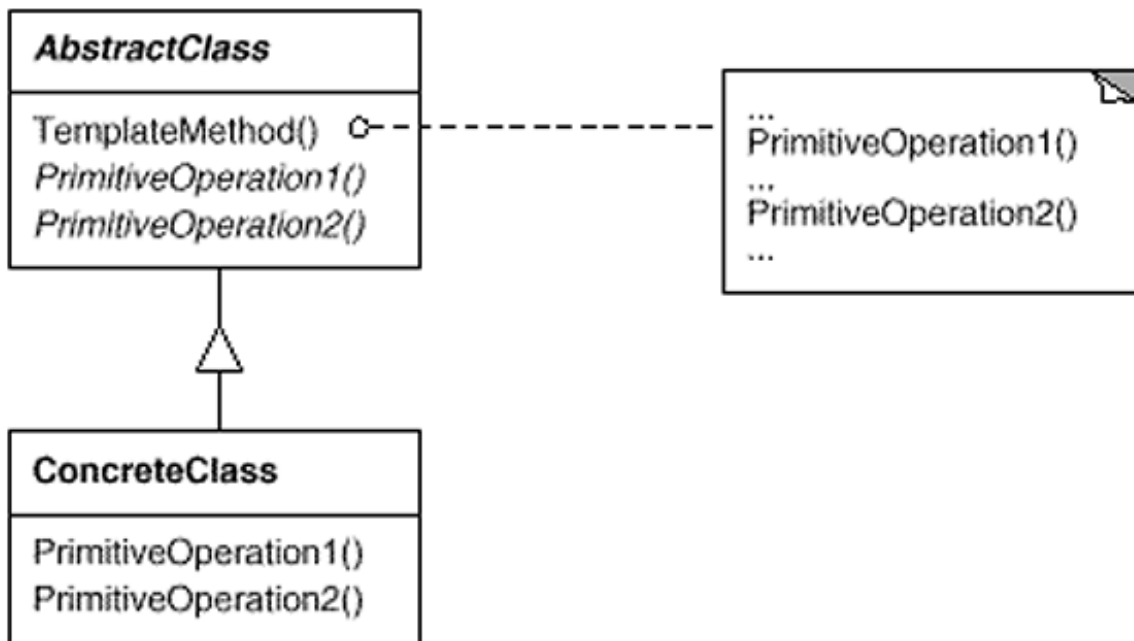 AbstractClass
TemplateMethod()
PrimitiveOperation1()
PrimitiveOperation2()
...
PrimitiveOperation1()
...
PrimitiveOperation2()
...
ConcreteClass
PrimitiveOperation1()
PrimitiveOperation2()